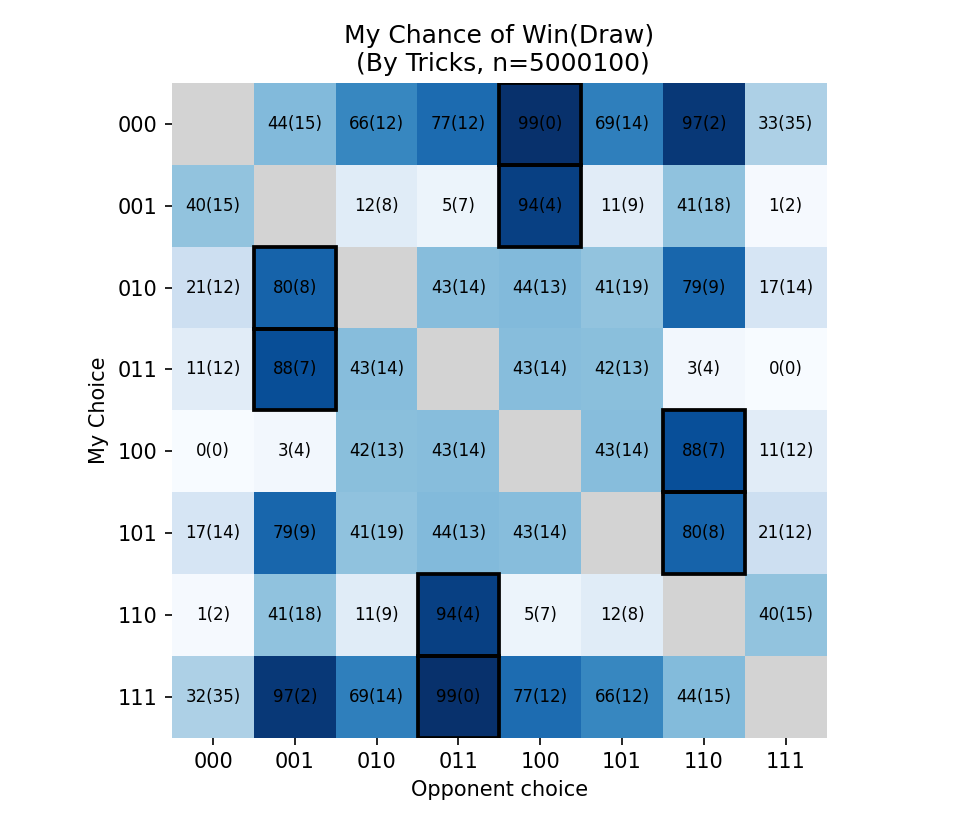 My Chance of Win(Draw)
(By Tricks, n=5000100)
My Choice
000 44(15) 66(12) 77(12) 99(0) 69(14) 97(2) 33(35)
001 40(15) 12(8) 5(7) 94(4) 11(9) 41(18) 1(2)
010 21(12) 80(8) 43(14) 44(13) 41(19) 79(9) 17(14)
011 11(12) 88(7) 43(14) 43(14) 42(13) 3(4) 0(0)
100 0(0) 3(4) 42(13) 43(14) 43(14) 88(7) 11(12)
101 17(14) 79(9) 41(19) 44(13) 43(14) 80(8) 21(12)
110 1(2) 41(18) 11(9) 94(4) 5(7) 12(8) 40(15)
111 32(35) 97(2) 69(14) 99(0) 77(12) 66(12) 44(15)
000 001 010 011 100 101 110 111
Opponent choice